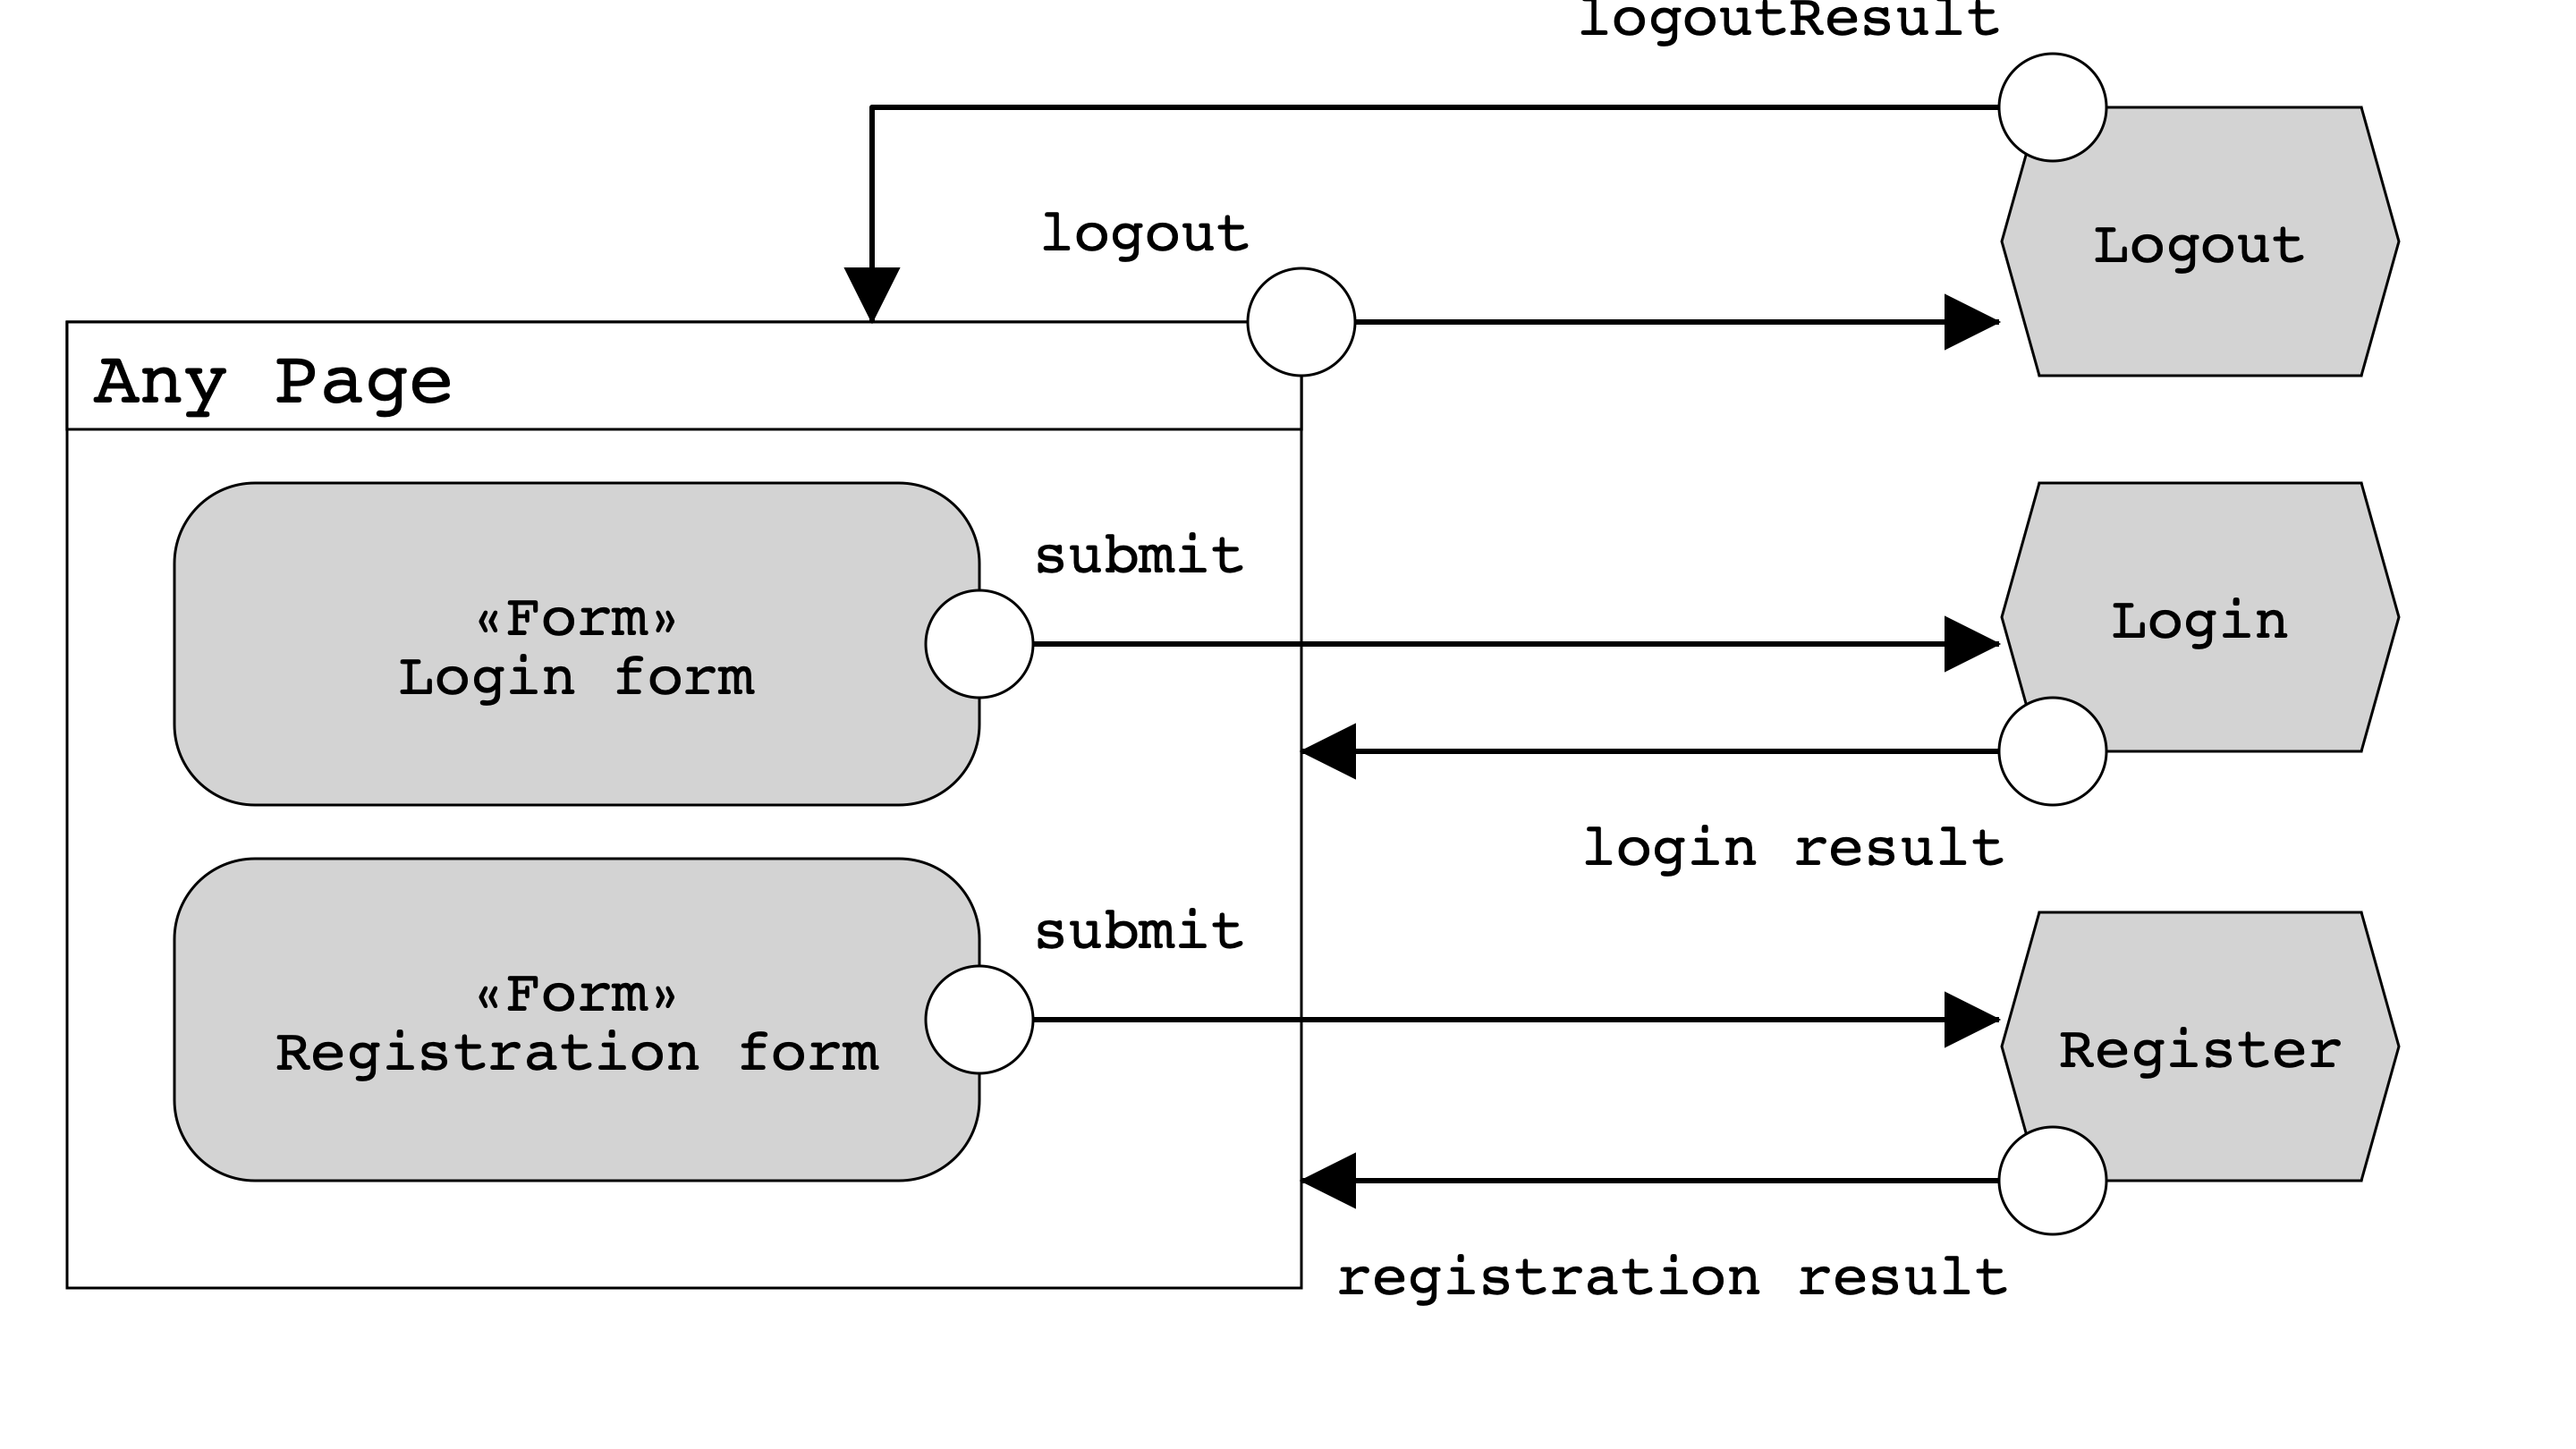 logoutResult
logout
Logout
Any Page
submit
«Form»
Login form
Login
login result
submit
«Form»
Registration form
Register
registration result